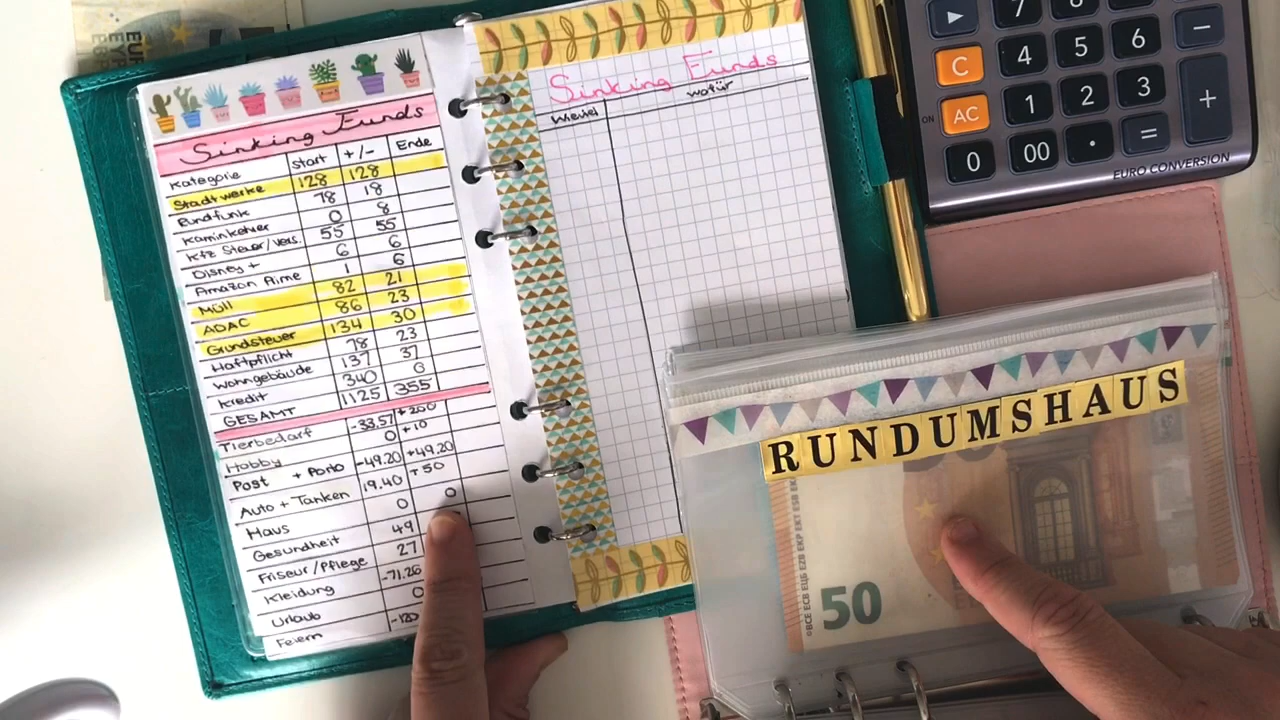 Sinking Funds
Kategorie start +/- Ende
Stadtwerke 128 128
Rundfunk 78 18
Kaminkehrer 0 8
Kfz Steuer/Vers. 55 55
Disney + 6 6
Amazon Prime 1 6
Müll 82 21
ADAC 86 23
Grundsteuer 134 30
Haftpflicht 78 23
Wohngebäude 137 37
Kredit 340 0
GESAMT 1125 355
Tierbedarf -33.57 +200
Hobby 0 +10
Post + Porto -49.20 +49.20
Auto + Tanken 19.40 +50
Haus 0 0
Gesundheit 49
Friseur/Pflege 27
Kleidung -71.26
Urlaub 0
Feiern
Sinking Funds
Wieviel wofür
C 4 5 6 −
ON AC 1 2 3 +
0 00 . =
EURO CONVERSION
RUNDUMSHAUS
50